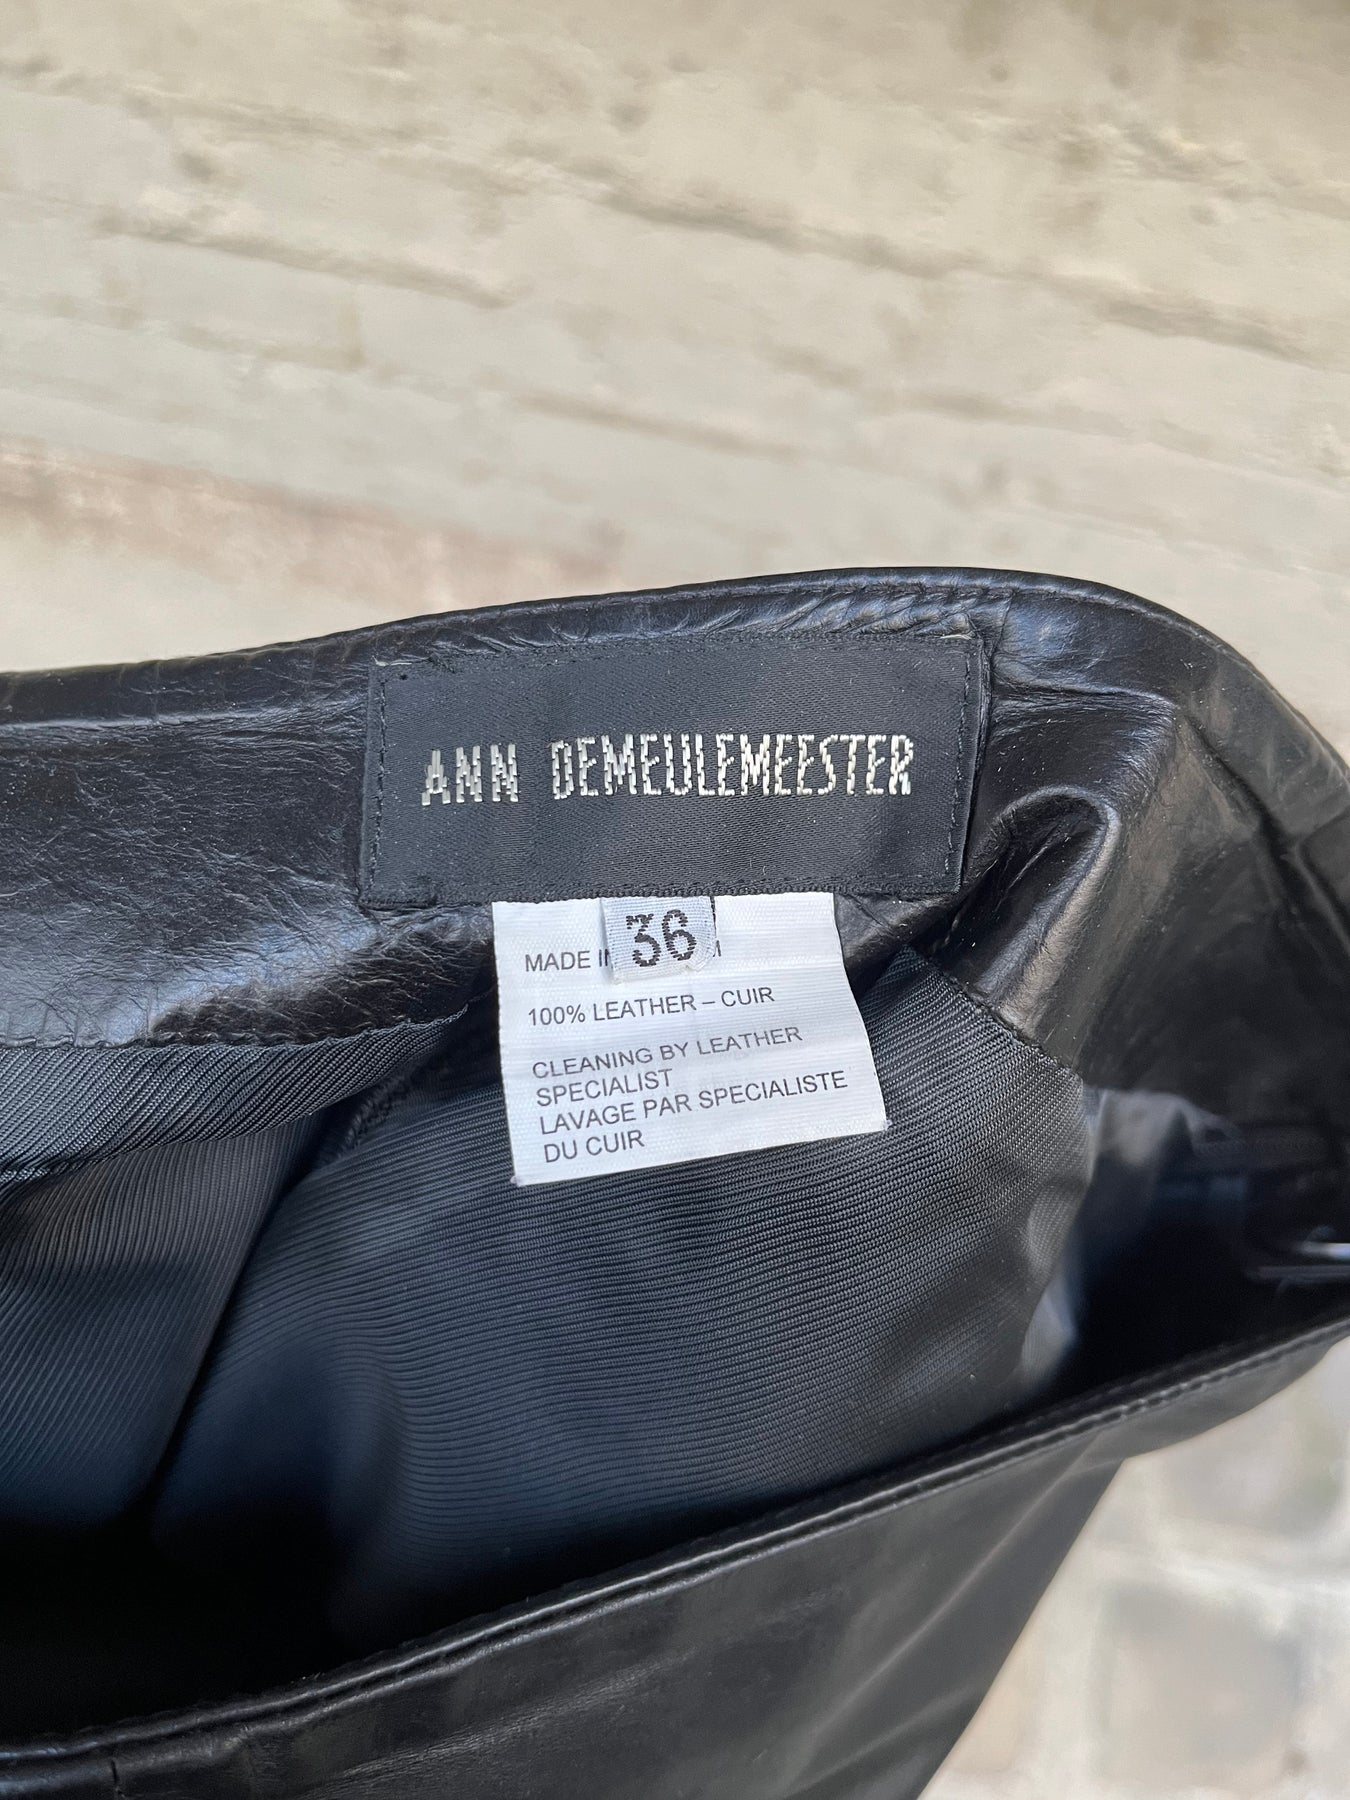 ANN DEMEULEMEESTER
36
MADE
100% LEATHER – CUIR
CLEANING BY LEATHER
SPECIALIST
LAVAGE PAR SPECIALISTE
DU CUIR